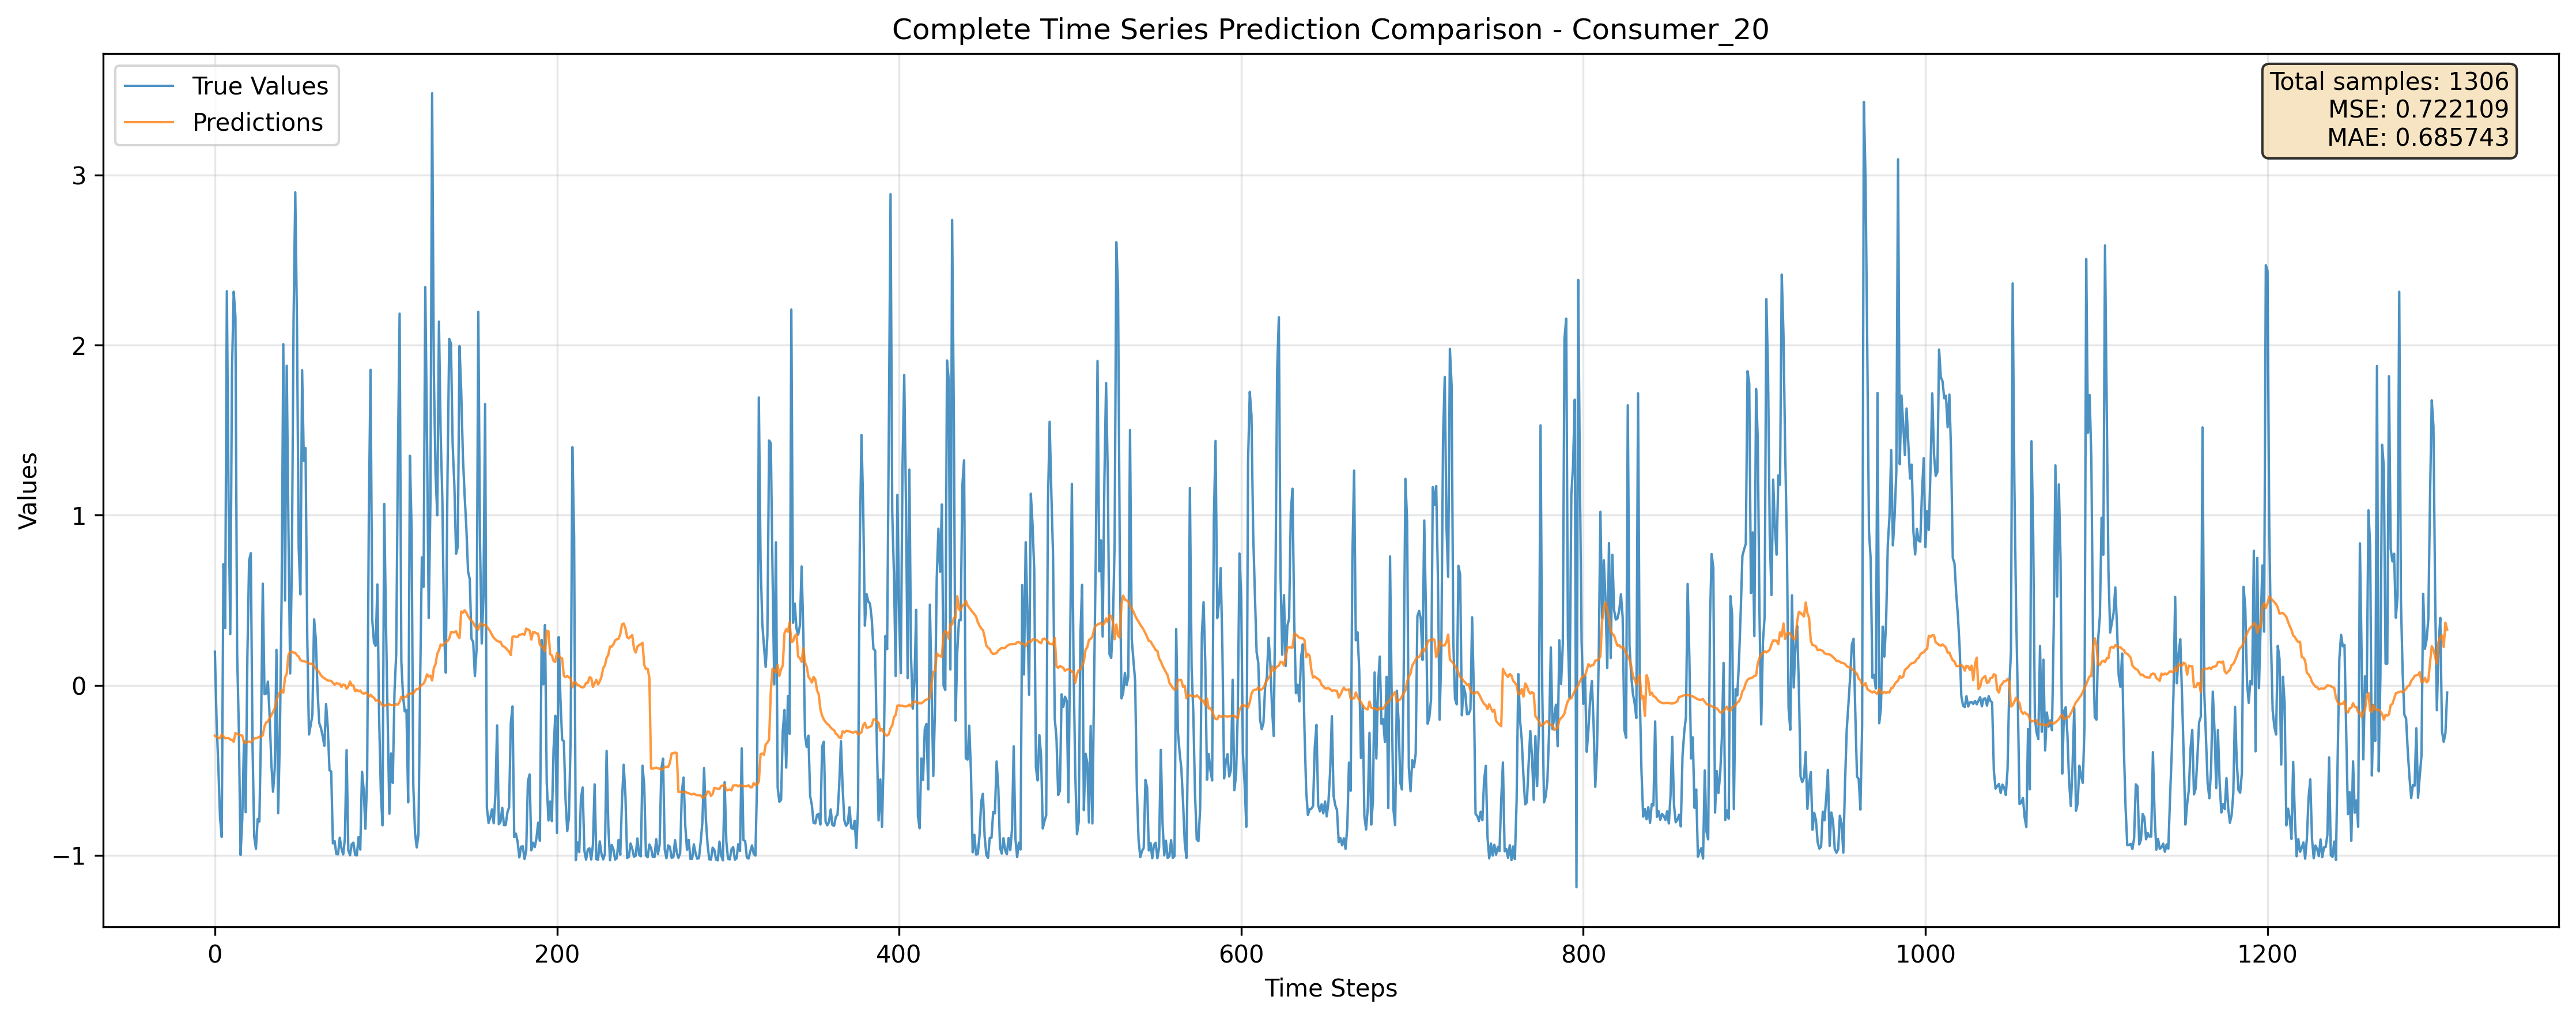 Complete Time Series Prediction Comparison - Consumer_20
True Values
Predictions
Total samples: 1306
MSE: 0.722109
MAE: 0.685743
Values
3
2
1
0
−1
0 200 400 600 800 1000 1200
Time Steps